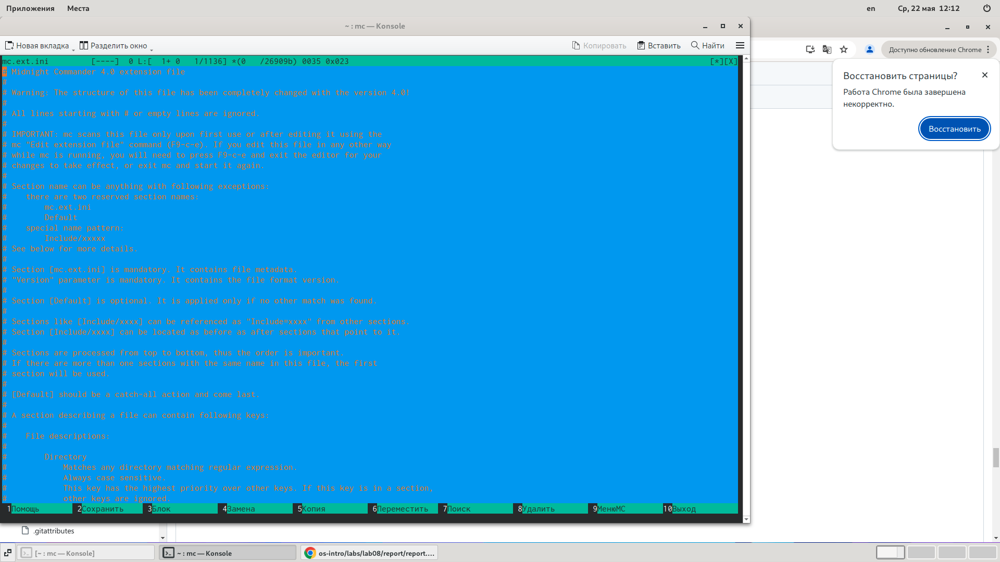 Приложения Места en Ср, 22 мая 12:12
~ : mc — Konsole
Новая вкладка Разделить окно Копировать Вставить Найти
Доступно обновление Chrome
mc.ext.ini [----] 0 L:[ 1+ 0 1/1136] *(0 /26909b) 0035 0x023 [*][X]
# Midnight Commander 4.0 extension file
#
# Warning: The structure of this file has been completely changed with the version 4.0!
#
# All lines starting with # or empty lines are ignored.
#
# IMPORTANT: mc scans this file only upon first use or after editing it using the
# mc "Edit extension file" command (F9-c-e). If you edit this file in any other way
# while mc is running, you will need to press F9-c-e and exit the editor for your
# changes to take effect, or exit mc and start it again.
#
# Section name can be anything with following exceptions:
# there are two reserved section names:
# mc.ext.ini
# Default
# special name pattern:
# Include/xxxxx
# See below for more details.
#
# Section [mc.ext.ini] is mandatory. It contains file metadata.
# "Version" parameter is mandatory. It contains the file format version.
#
# Section [Default] is optional. It is applied only if no other match was found.
#
# Sections like [Include/xxxx] can be referenced as "Include=xxxx" from other sections.
# Section [Include/xxxx] can be located as before as after sections that point to it.
#
# Sections are processed from top to bottom, thus the order is important.
# If there are more than one sections with the same name in this file, the first
# section will be used.
#
# [Default] should be a catch-all action and come last.
#
# A section describing a file can contain following keys:
#
# File descriptions:
#
# Directory
# Matches any directory matching regular expression.
# Always case sensitive.
# This key has the highest priority over other keys. If this key is in a section,
# other keys are ignored.
1Помощь 2Сохранить 3Блок 4Замена 5Копия 6Переместить 7Поиск 8Удалить 9МенюMC 10Выход
Восстановить страницы?
Работа Chrome была завершена
некорректно.
Восстановить
.gitattributes
[~ : mc — Konsole] ~ : mc — Konsole os-intro/labs/lab08/report/report....